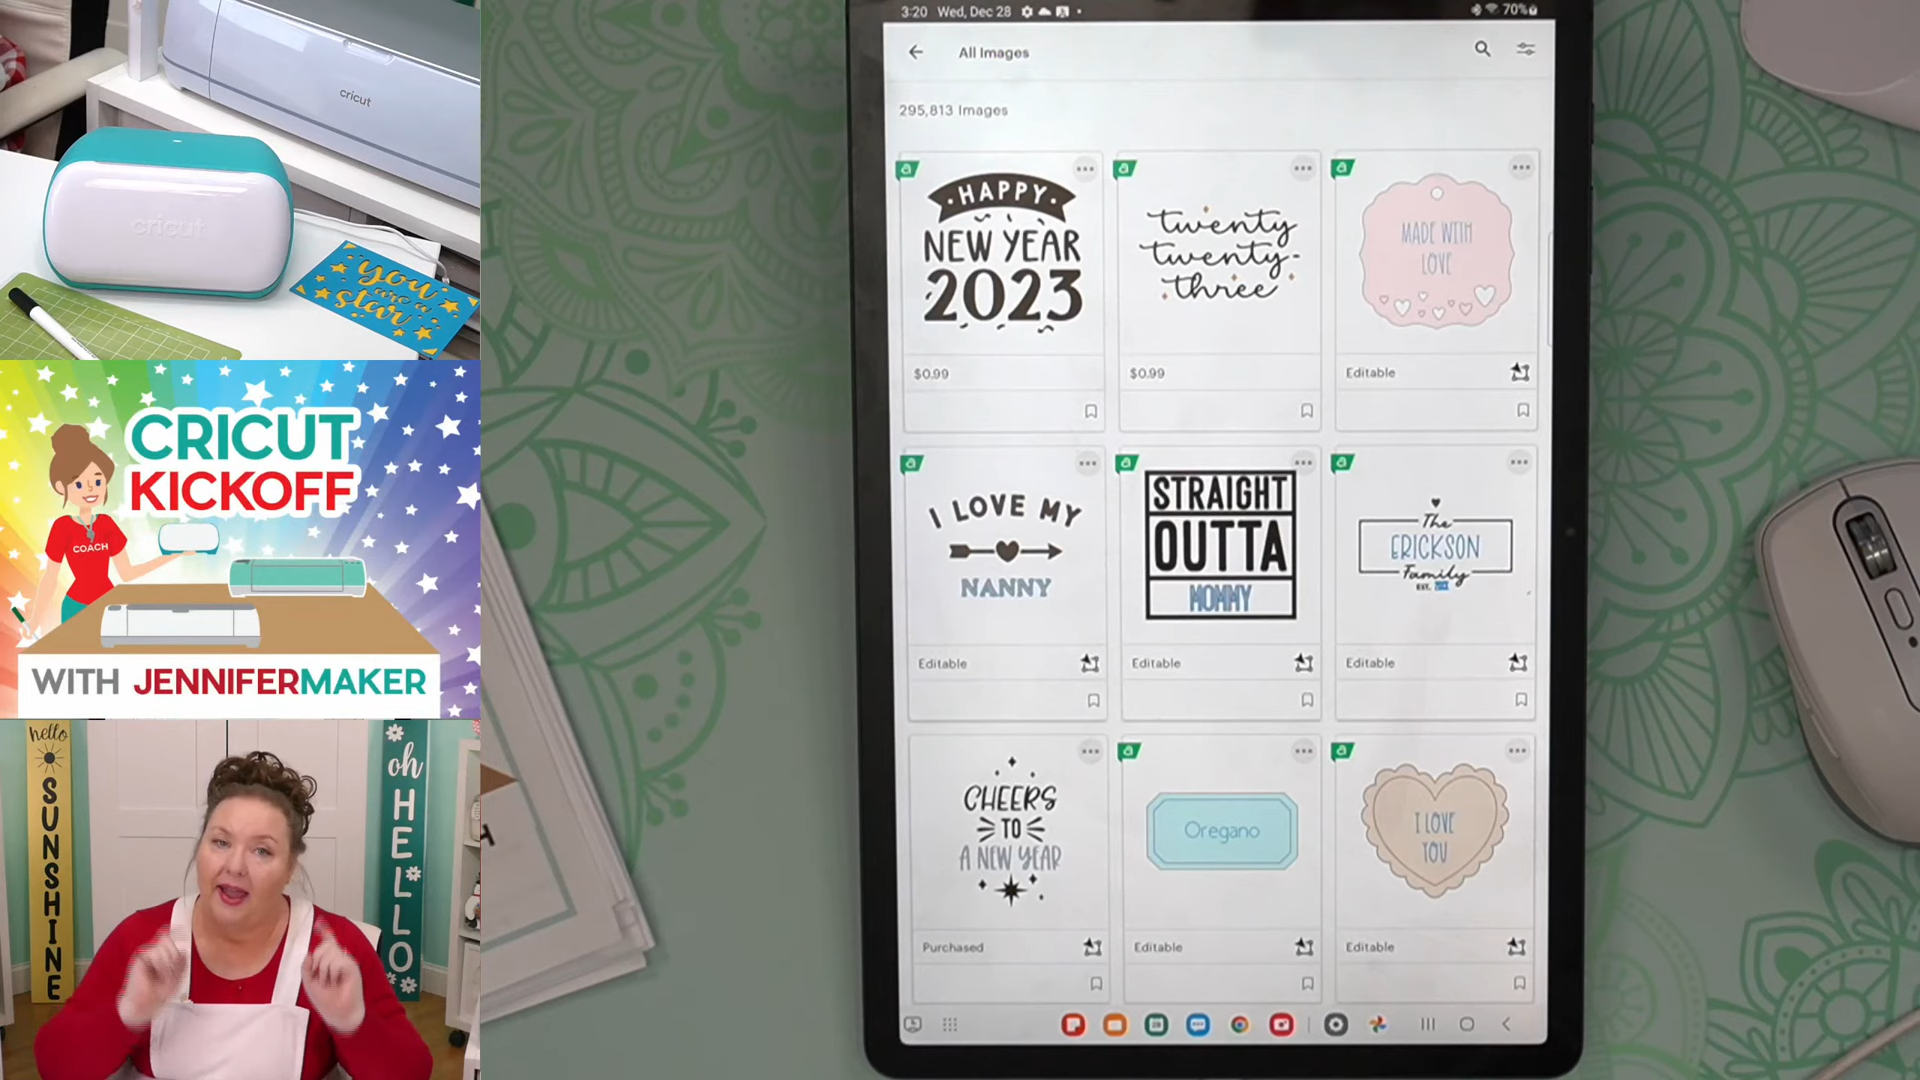 cricut
cricut
you
are a
star
CRICUT
KICKOFF
COACH
WITH JENNIFERMAKER
hello
SUNSHINE
oh
HELLO
3:20 Wed, Dec 28
70%
All Images
295,813 Images
HAPPY
NEW YEAR
2023
$0.99
twenty
twenty-
three
$0.99
MADE WITH
LOVE
Editable
I LOVE MY
NANNY
Editable
STRAIGHT
OUTTA
MOMMY
Editable
The
ERICKSON
Family
EST.
Editable
CHEERS
TO
A NEW YEAR
Purchased
Oregano
Editable
I LOVE
YOU
Editable